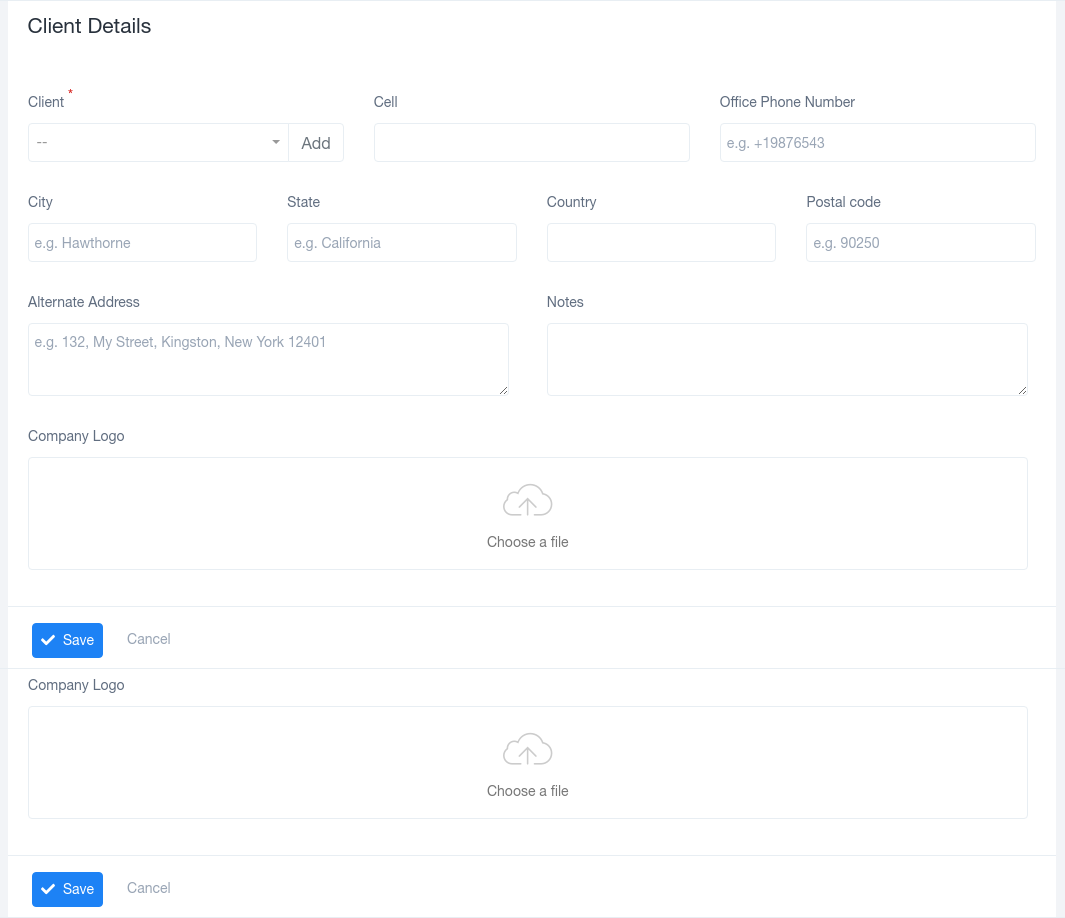 Client Details
Client *
Cell
Office Phone Number
--
Add
e.g. +19876543
City
State
Country
Postal code
e.g. Hawthorne
e.g. California
e.g. 90250
Alternate Address
Notes
e.g. 132, My Street, Kingston, New York 12401
Company Logo
Choose a file
Save
Cancel
Company Logo
Choose a file
Save
Cancel